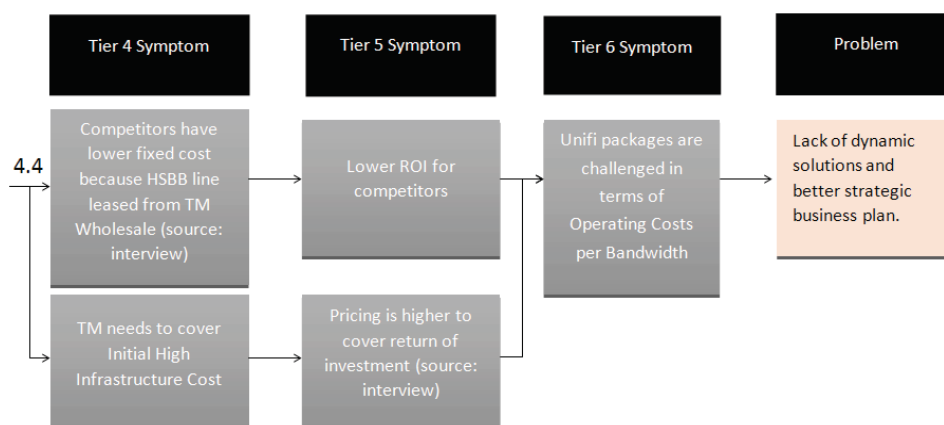 Tier 4 Symptom
Tier 5 Symptom
Tier 6 Symptom
Problem
4.4
Competitors have
lower fixed cost
because HSBB line
leased from TM
Wholesale (source:
interview)
Lower ROI for
competitors
Unifi packages are
challenged in
terms of
Operating Costs
per Bandwidth
Lack of dynamic
solutions and
better strategic
business plan.
TM needs to cover
Initial High
Infrastructure Cost
Pricing is higher to
cover return of
investment (source:
interview)